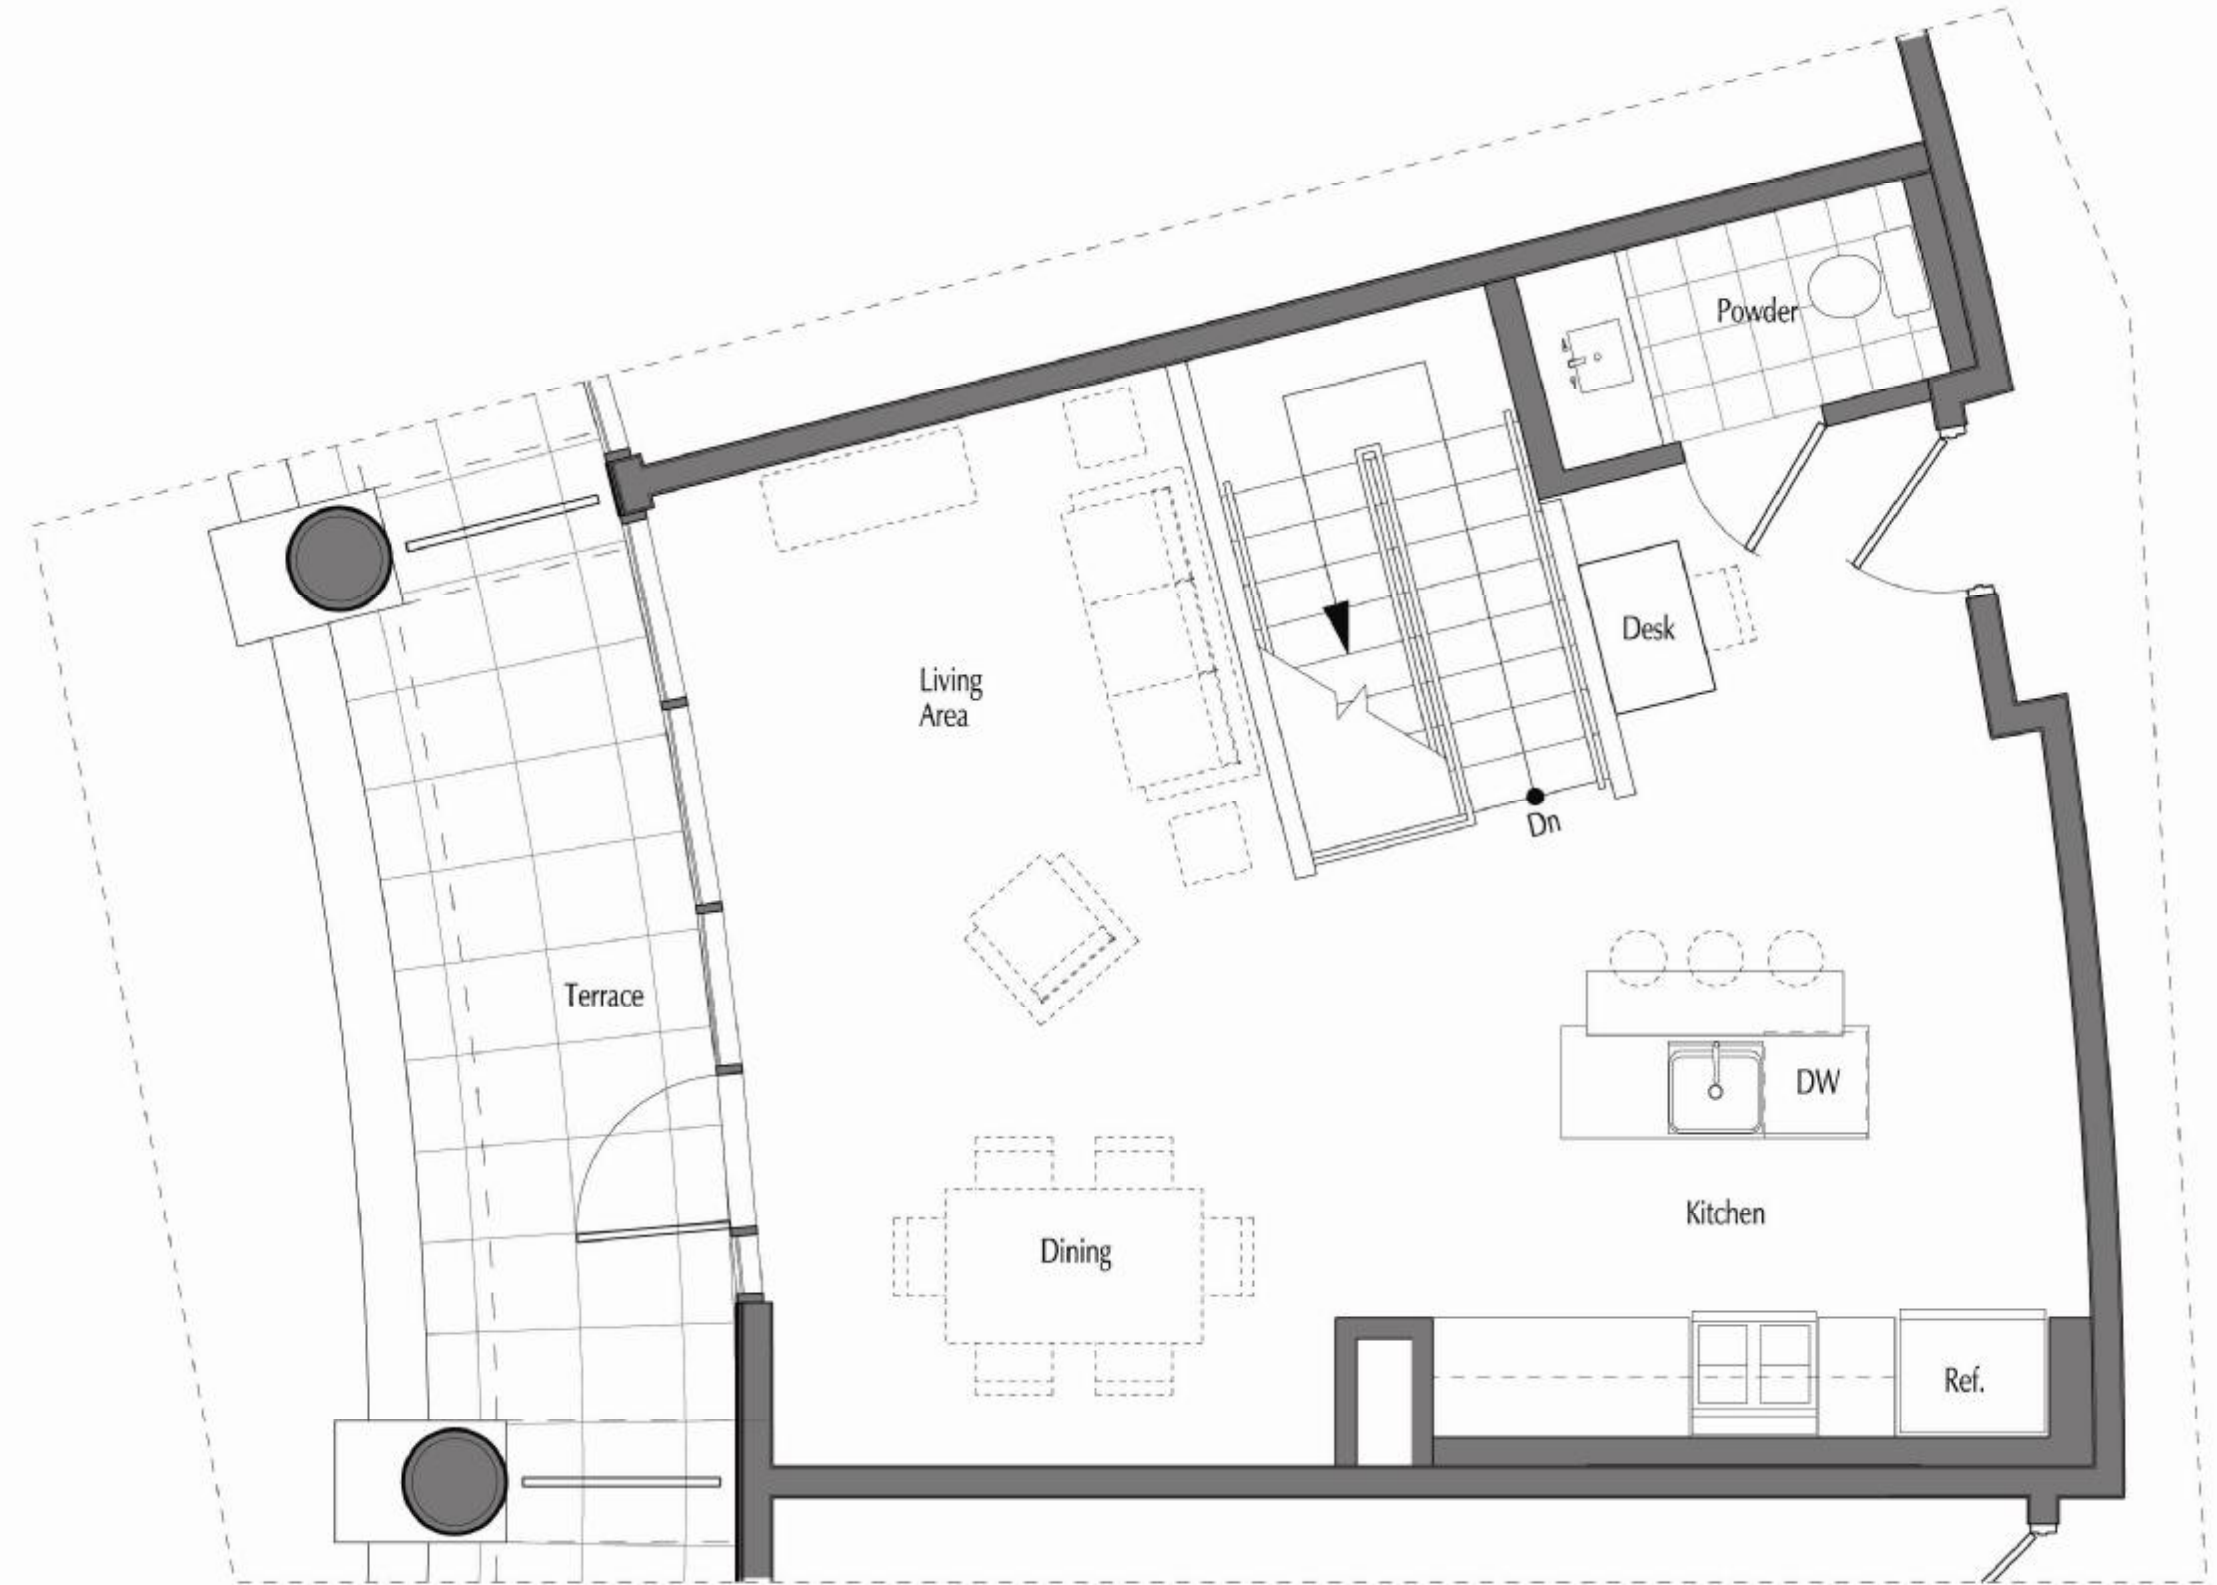 Powder
Desk
Living
Area
Dn
Terrace
DW
Kitchen
Dining
Ref.